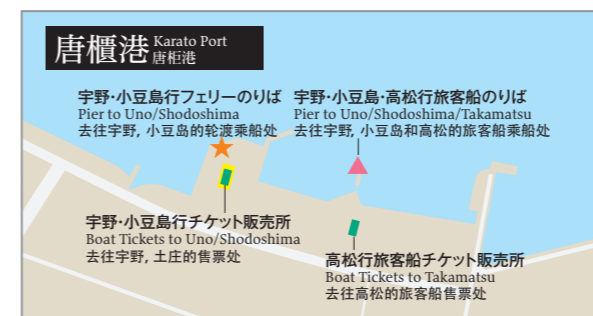 唐櫃港 Karato Port
唐柜港
宇野・小豆島行フェリーのりば
Pier to Uno/Shodoshima
去往宇野, 小豆岛的轮渡乘船处
宇野・小豆島・高松行旅客船のりば
Pier to Uno/Shodoshima/Takamatsu
去往宇野, 小豆岛和高松的旅客船乘船处
宇野・小豆島行チケット販売所
Boat Tickets to Uno/Shodoshima
去往宇野, 土庄的售票处
高松行旅客船チケット販売所
Boat Tickets to Takamatsu
去往高松的旅客船售票处